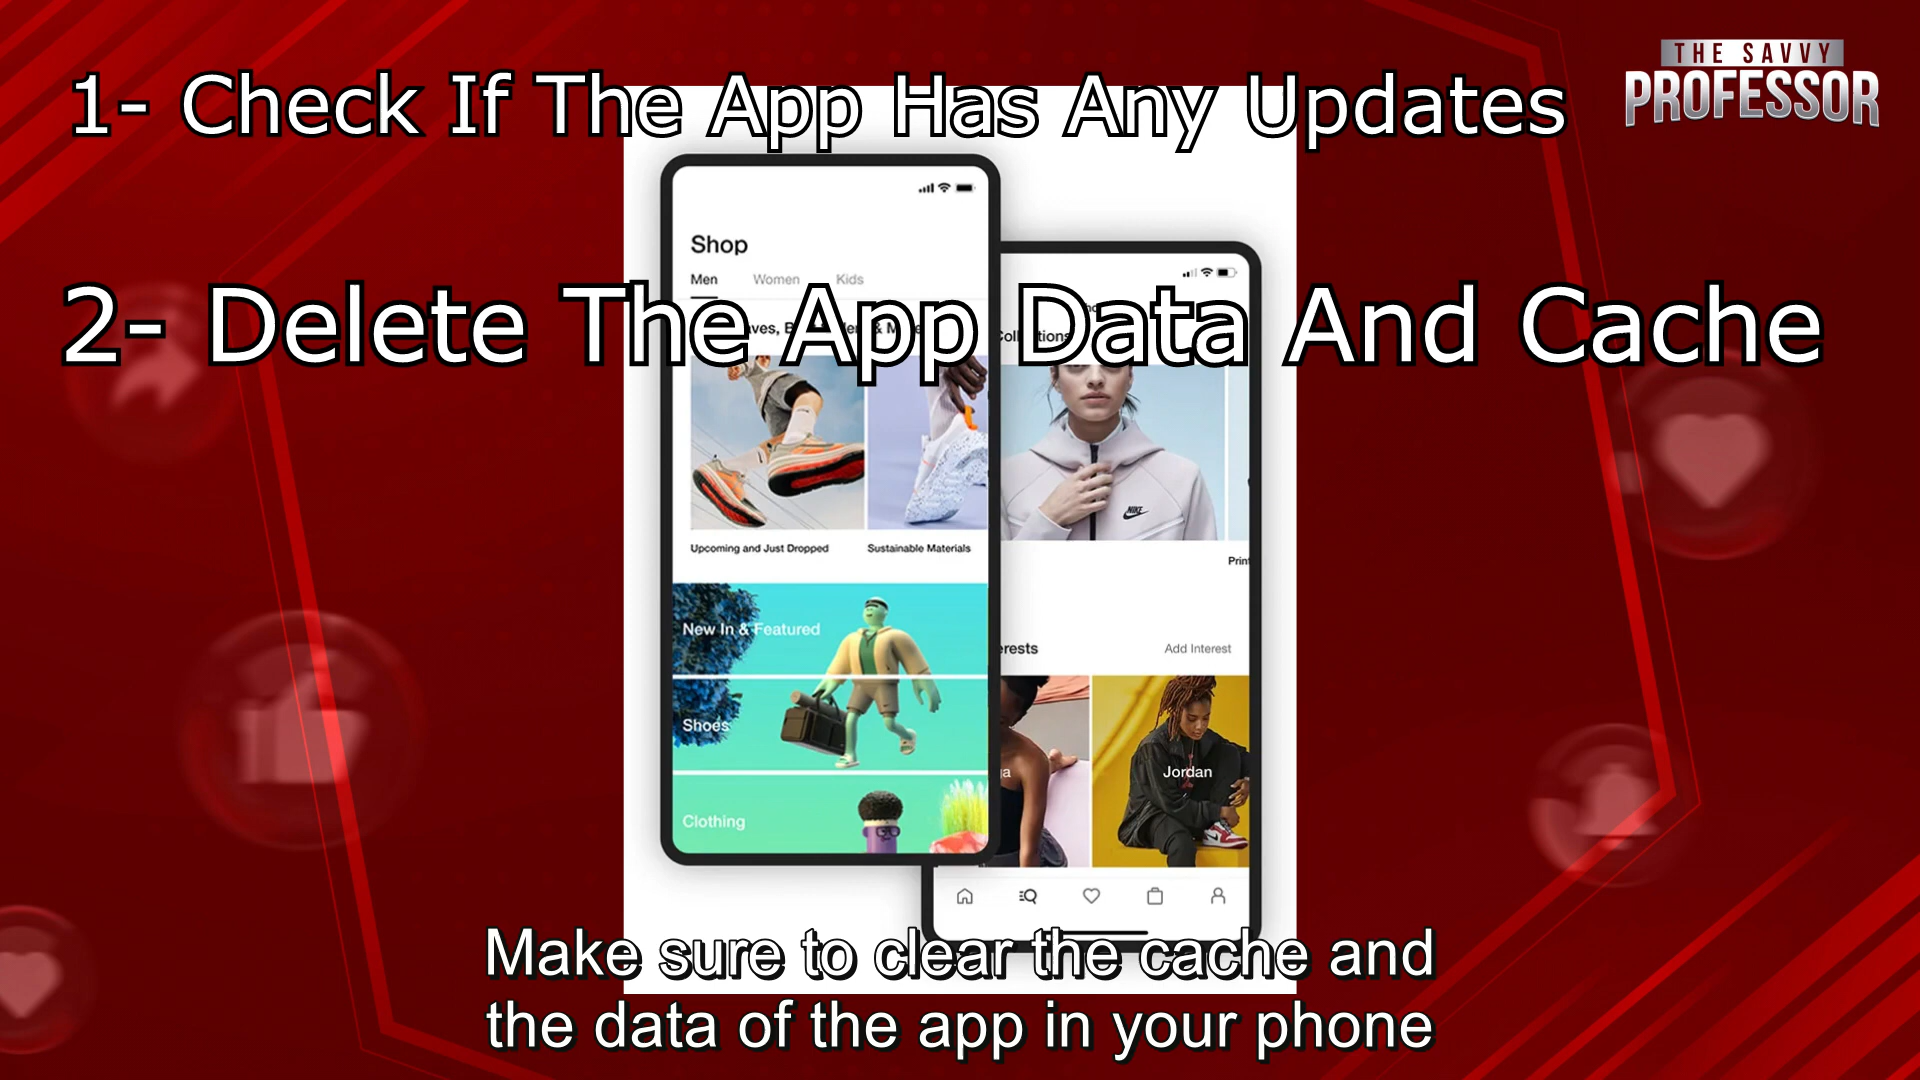 THE SAVVY
PROFESSOR
1- Check If The App Has Any Updates
2- Delete The App Data And Cache
Shop
Men Women Kids
Upcoming and Just Dropped
Sustainable Materials
New In & Featured
Shoes
Clothing
NIKE
Add Interest
Jordan
Make sure to clear the cache and
the data of the app in your phone